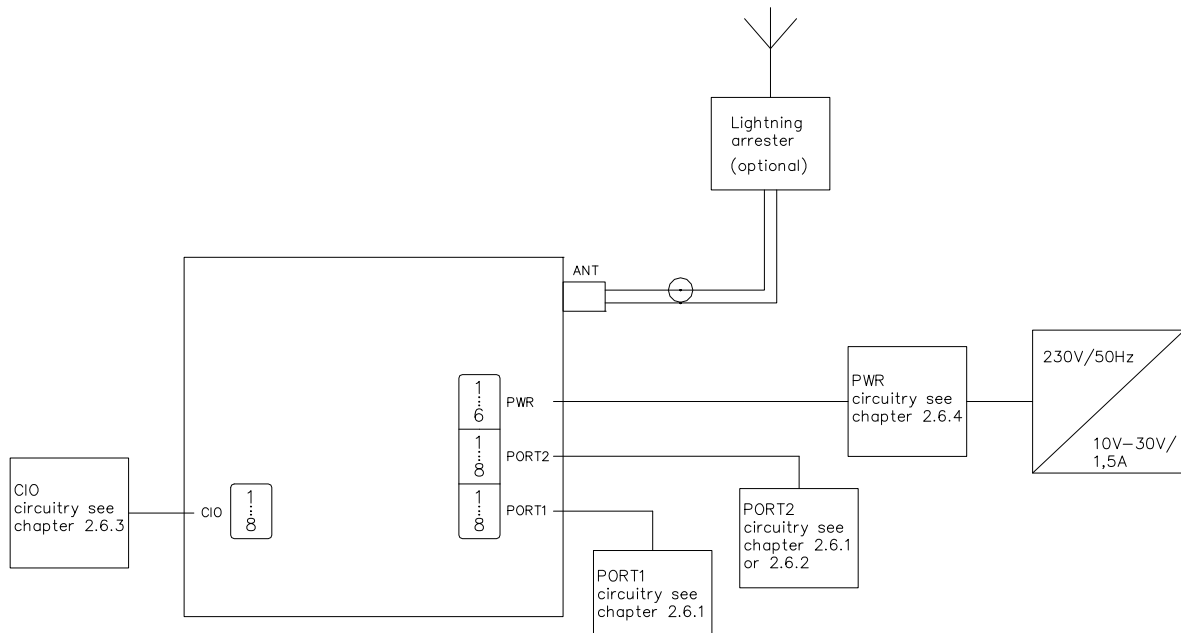 Lightning
arrester
(optional)
ANT
230V/50Hz
10V–30V/
1,5A
PWR
circuitry see
chapter 2.6.4
1
6
PWR
1
8
PORT2
1
8
PORT1
CIO
circuitry see
chapter 2.6.3
CIO
1
8
PORT2
circuitry see
chapter 2.6.1
or 2.6.2
PORT1
circuitry see
chapter 2.6.1